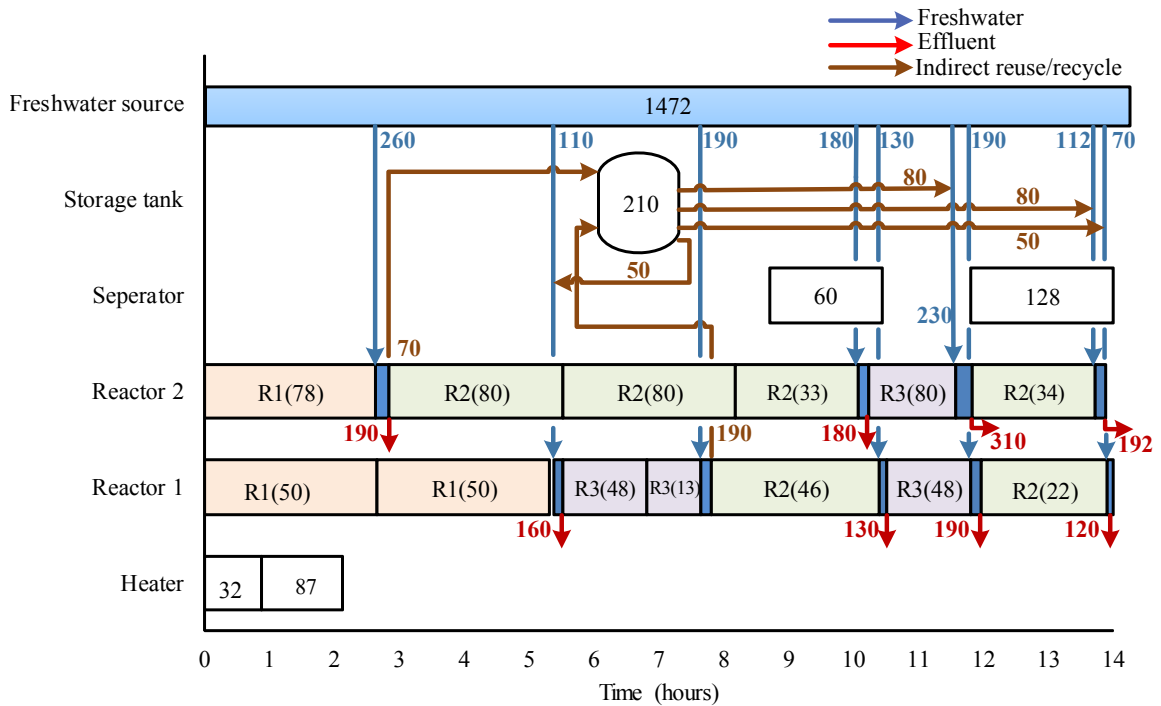 Freshwater
Effluent
Indirect reuse/recycle
Freshwater source
1472
260
110
190
180
130
190
112
70
Storage tank
210
80
80
50
50
Seperator
60
128
230
70
Reactor 2
R1(78)
R2(80)
R2(80)
R2(33)
R3(80)
R2(34)
190
190
180
310
192
Reactor 1
R1(50)
R1(50)
R3(48)
R3(13)
R2(46)
R3(48)
R2(22)
160
130
190
120
Heater
32
87
0 1 2 3 4 5 6 7 8 9 10 11 12 13 14
Time (hours)